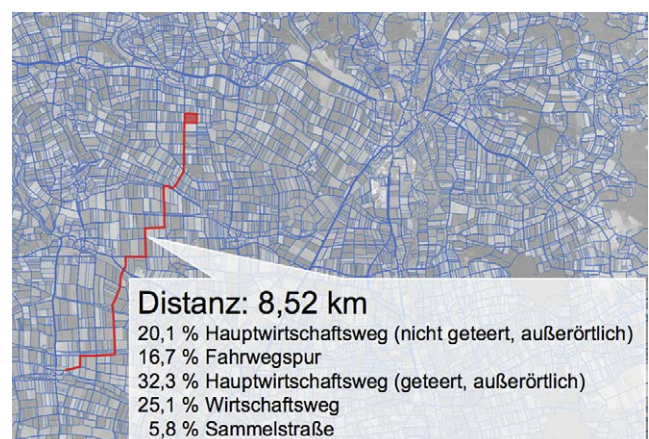 Distanz: 8,52 km
20,1 % Hauptwirtschaftsweg (nicht geteert, außerörtlich)
16,7 % Fahrwegspur
32,3 % Hauptwirtschaftsweg (geteert, außerörtlich)
25,1 % Wirtschaftsweg
5,8 % Sammelstraße